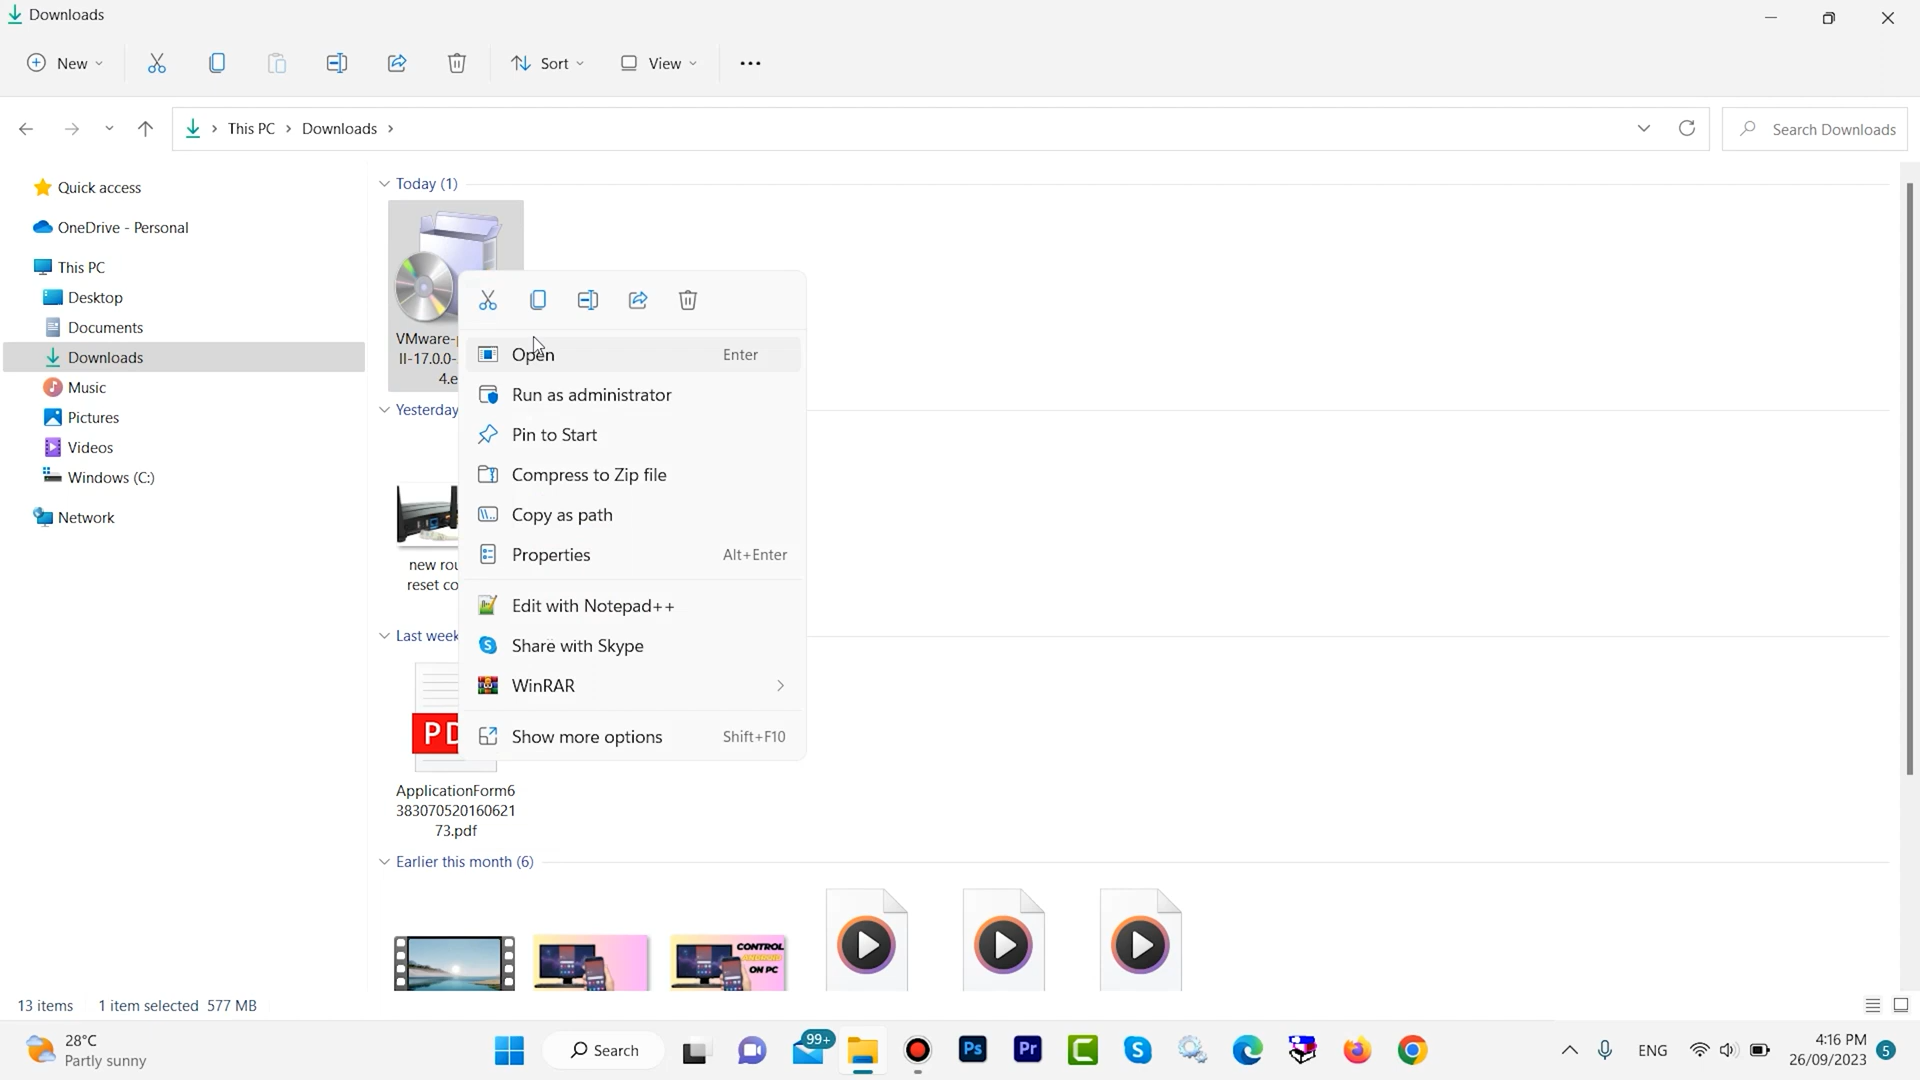 Downloads
New
Sort
View
This PC
Downloads
Search Downloads
Quick access
OneDrive - Personal
This PC
Desktop
Documents
Downloads
Music
Pictures
Videos
Windows (C:)
Network
Today (1)
VMware-
II-17.0.0-
4.e
Open Enter
Run as administrator
Pin to Start
Compress to Zip file
Copy as path
Properties Alt+Enter
Edit with Notepad++
Share with Skype
WinRAR
Show more options Shift+F10
Yesterday
new rou
reset co
Last week
PD
ApplicationForm6
383070520160621
73.pdf
Earlier this month (6)
CONTROL
ANDROID
ON PC
13 items 1 item selected 577 MB
28°C
Partly sunny
Search
99+
Ps
Pr
ENG
4:16 PM
26/09/2023
5